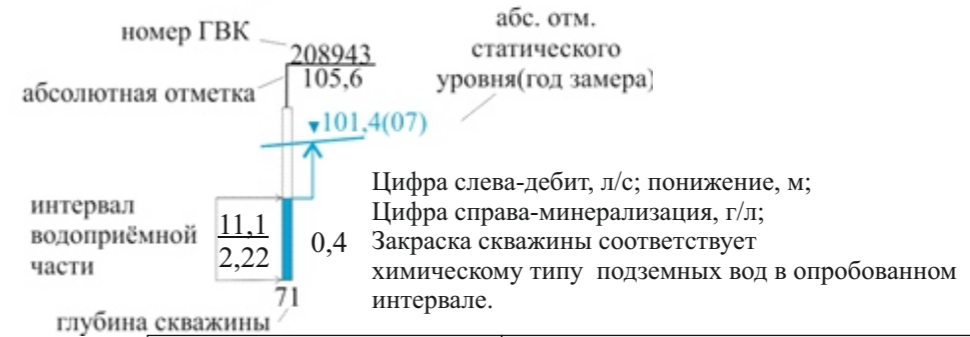 номер ГВК
208943
105,6
абсолютная отметка
абс. отм.
статического
уровня(год замера)
▼101,4(07)
интервал
водоприёмной
части
11,1
2,22
0,4
Цифра слева-дебит, л/с; понижение, м;
Цифра справа-минерализация, г/л;
Закраска скважины соответствует
химическому типу подземных вод в опробованном
интервале.
71
глубина скважины